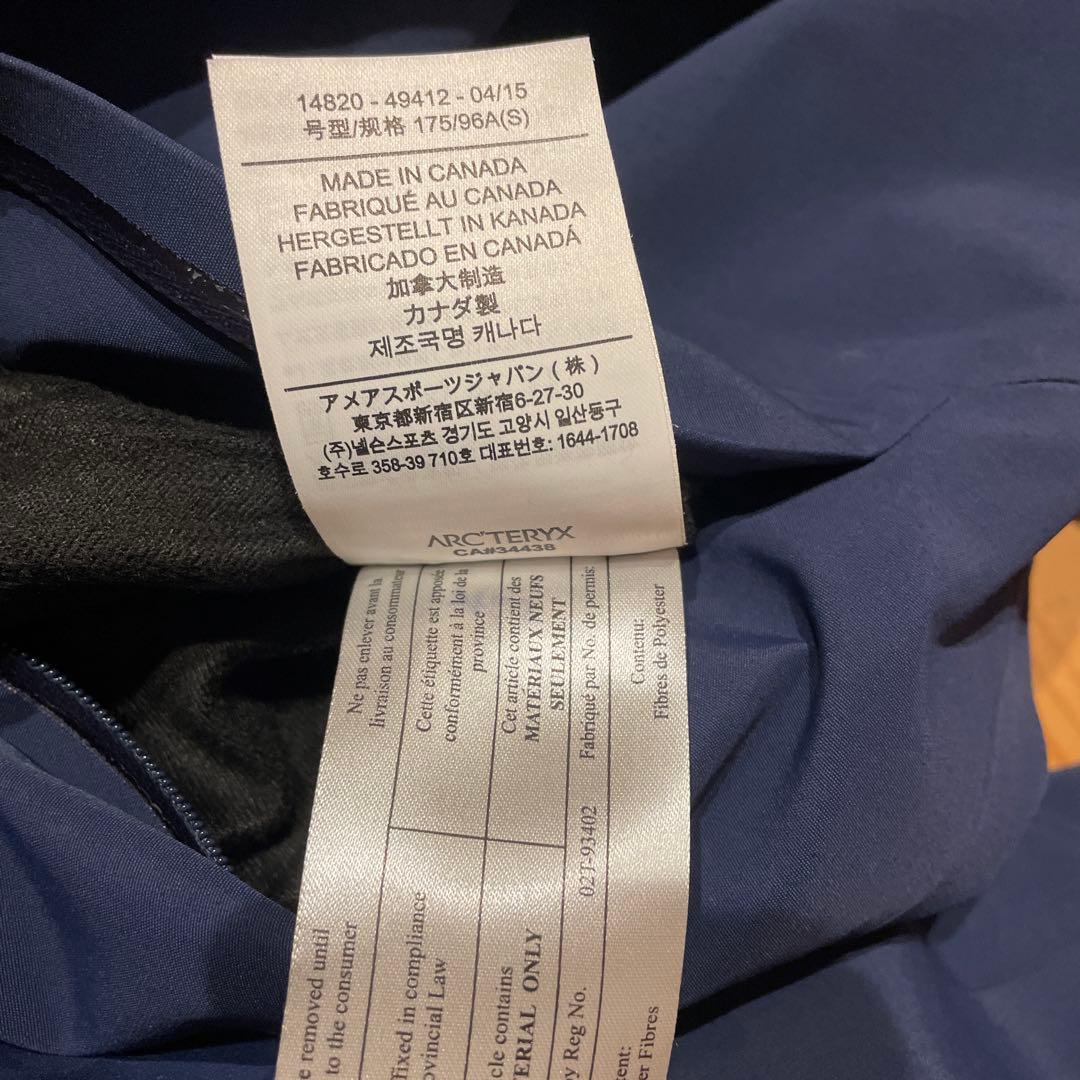 14820 - 49412 - 04/15
号型/规格 175/96A(S)
MADE IN CANADA
FABRIQUÉ AU CANADA
HERGESTELLT IN KANADA
FABRICADO EN CANADÁ
加拿大制造
カナダ製
제조국명 캐나다
アメアスポーツジャパン（株）
東京都新宿区新宿6-27-30
(주)넬슨스포츠 경기도 고양시 일산동구
호수로 358-39 710호 대표번호: 1644-1708
ARC'TERYX
CA#34438
Ne pas enlever avant la
livraison au consommateur
Cette étiquette est apposée
conformément à la loi de la
province
Cet article contient des
MATERIAUX NEUFS
SEULEMENT
Fabriqué par No. de permis:
Contenu:
Fibres de Polyester
02T-93402
e removed until
to the consumer
fixed in compliance
ovincial Law
cle contains
ERIAL ONLY
y Reg No.
tent:
er Fibres